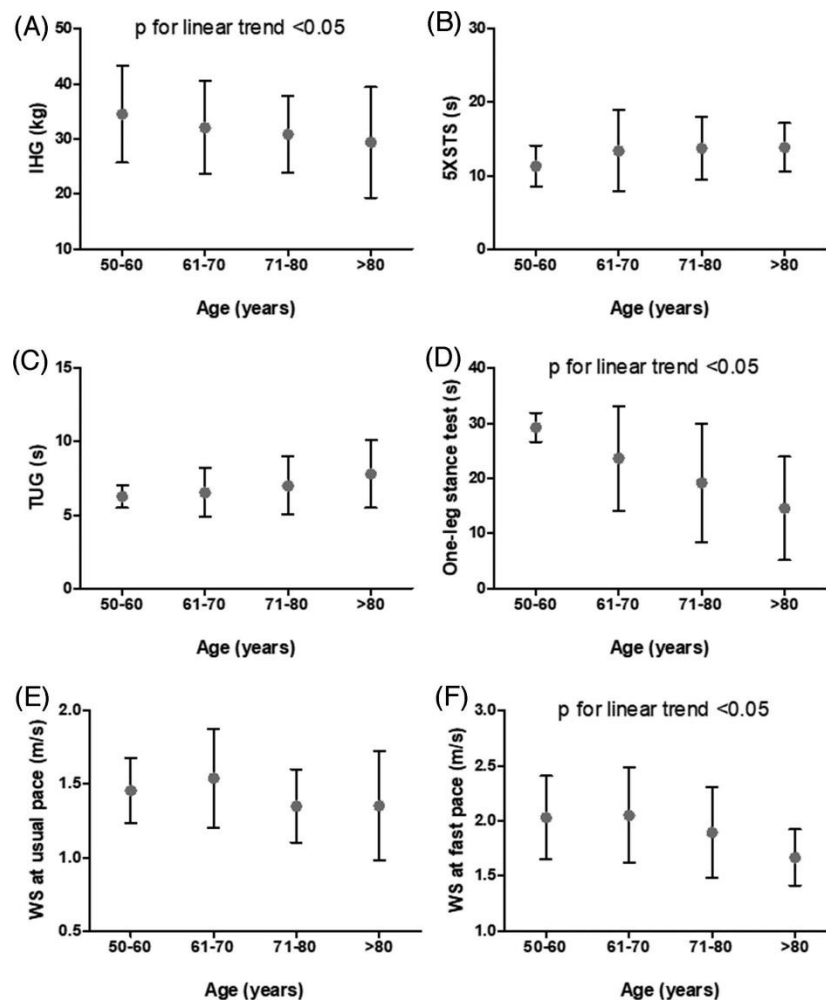 (A)
p for linear trend <0.05
IHG (kg)
50
40
30
20
10
50-60 61-70 71-80 >80
Age (years)
(B)
5XSTS (s)
30
20
10
0
50-60 61-70 71-80 >80
Age (years)
(C)
TUG (s)
15
10
5
0
50-60 61-70 71-80 >80
Age (years)
(D)
p for linear trend <0.05
One-leg stance test (s)
40
30
20
10
0
50-60 61-70 71-80 >80
Age (years)
(E)
WS at usual pace (m/s)
2.0
1.5
1.0
0.5
50-60 61-70 71-80 >80
Age (years)
(F)
p for linear trend <0.05
WS at fast pace (m/s)
3.0
2.5
2.0
1.5
1.0
50-60 61-70 71-80 >80
Age (years)